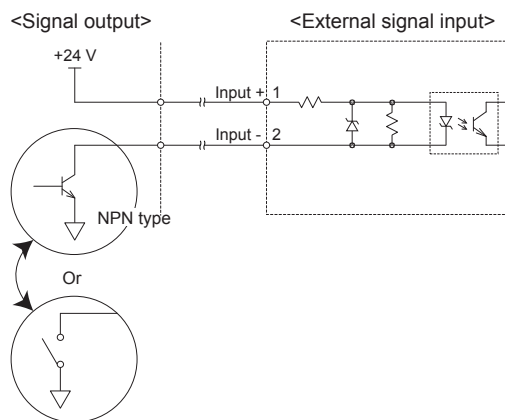 <Signal output>
<External signal input>
+24 V
Input + 1
Input - 2
NPN type
Or